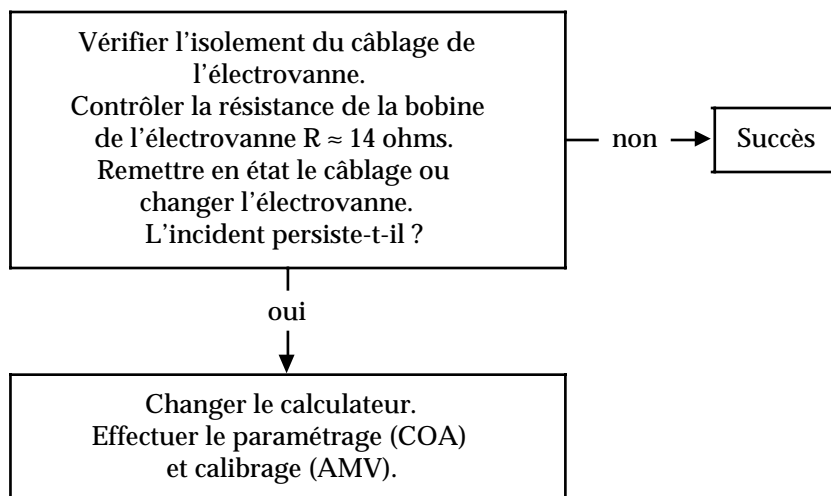 Vérifier l'isolement du câblage de
l'électrovanne.
Contrôler la résistance de la bobine
de l'électrovanne R ≈ 14 ohms.
Remettre en état le câblage ou
changer l'électrovanne.
L'incident persiste-t-il ?
non
Succès
oui
Changer le calculateur.
Effectuer le paramétrage (COA)
et calibrage (AMV).